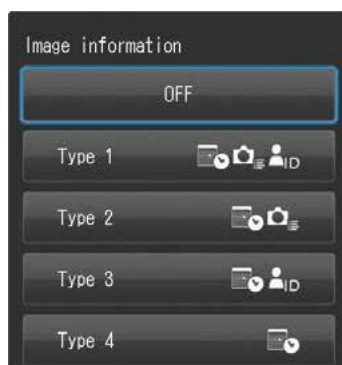 Image information
OFF
Type 1 ID
Type 2
Type 3 ID
Type 4